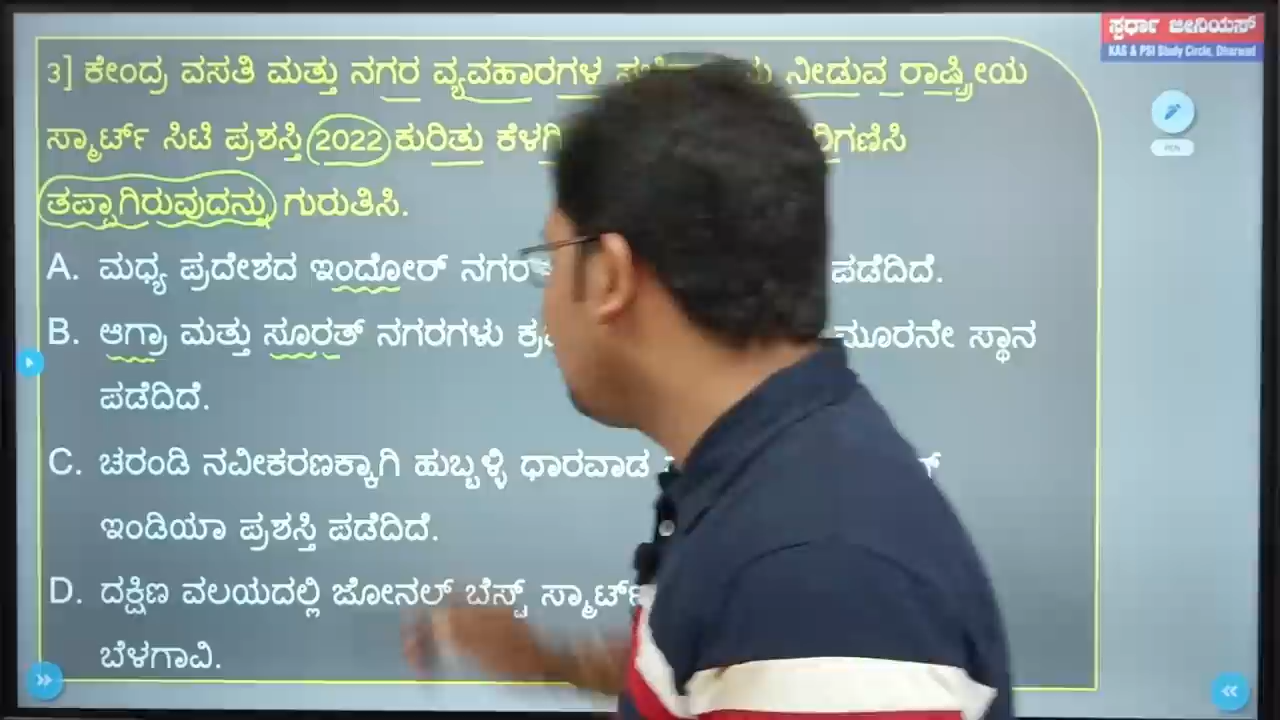 ಸ್ಪರ್ಧಾ ಜೀನಿಯಸ್
KAS & PSI Study Circle, Dharwad
3] ಕೇಂದ್ರ ವಸತಿ ಮತ್ತು ನಗರ ವ್ಯವಹಾರಗಳ ನೀಡುವ ರಾಷ್ಟ್ರೀಯ
ಸ್ಮಾರ್ಟ್ ಸಿಟಿ ಪ್ರಶಸ್ತಿ 2022 ಕುರಿತು
ತಪ್ಪಾಗಿರುವುದನ್ನು ಗುರುತಿಸಿ.
A. ಮಧ್ಯ ಪ್ರದೇಶದ ಇಂದೋರ್ ಪಡೆದಿದೆ.
B. ಆಗ್ರಾ ಮತ್ತು ಸೂರತ್ ನಗರಗಳು ಮೂರನೇ ಸ್ಥಾನ
ಪಡೆದಿದೆ.
C. ಚರಂಡಿ ನವೀಕರಣಕ್ಕಾಗಿ ಹುಬ್ಬಳ್ಳಿ ಧಾರವಾಡ
ಇಂಡಿಯಾ ಪ್ರಶಸ್ತಿ ಪಡೆದಿದೆ.
D. ದಕ್ಷಿಣ ವಲಯದಲ್ಲಿ ಜೋನಲ್ ಬೆಸ್ಟ್ ಸ್ಮಾರ್ಟ್
ಬೆಳಗಾವಿ.
PEN